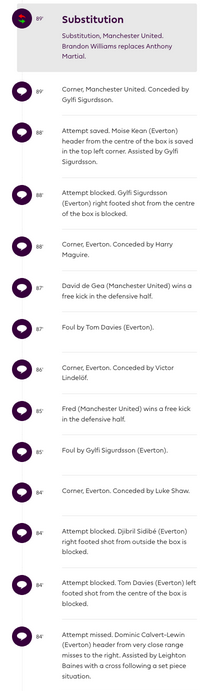 89'
Substitution
Substitution, Manchester United.
Brandon Williams replaces Anthony
Martial.
89'
Corner, Manchester United. Conceded by
Gylfi Sigurdsson.
88'
Attempt saved. Moise Kean (Everton)
header from the centre of the box is saved
in the top left corner. Assisted by Gylfi
Sigurdsson.
88'
Attempt blocked. Gylfi Sigurdsson
(Everton) right footed shot from the centre
of the box is blocked.
88'
Corner, Everton. Conceded by Harry
Maguire.
87'
David de Gea (Manchester United) wins a
free kick in the defensive half.
87'
Foul by Tom Davies (Everton).
86'
Corner, Everton. Conceded by Victor
Lindelöf.
85'
Fred (Manchester United) wins a free kick
in the defensive half.
85'
Foul by Gylfi Sigurdsson (Everton).
84'
Corner, Everton. Conceded by Luke Shaw.
84'
Attempt blocked. Djibril Sidibé (Everton)
right footed shot from outside the box is
blocked.
84'
Attempt blocked. Tom Davies (Everton) left
footed shot from the centre of the box is
blocked.
84'
Attempt missed. Dominic Calvert-Lewin
(Everton) header from very close range
misses to the right. Assisted by Leighton
Baines with a cross following a set piece
situation.